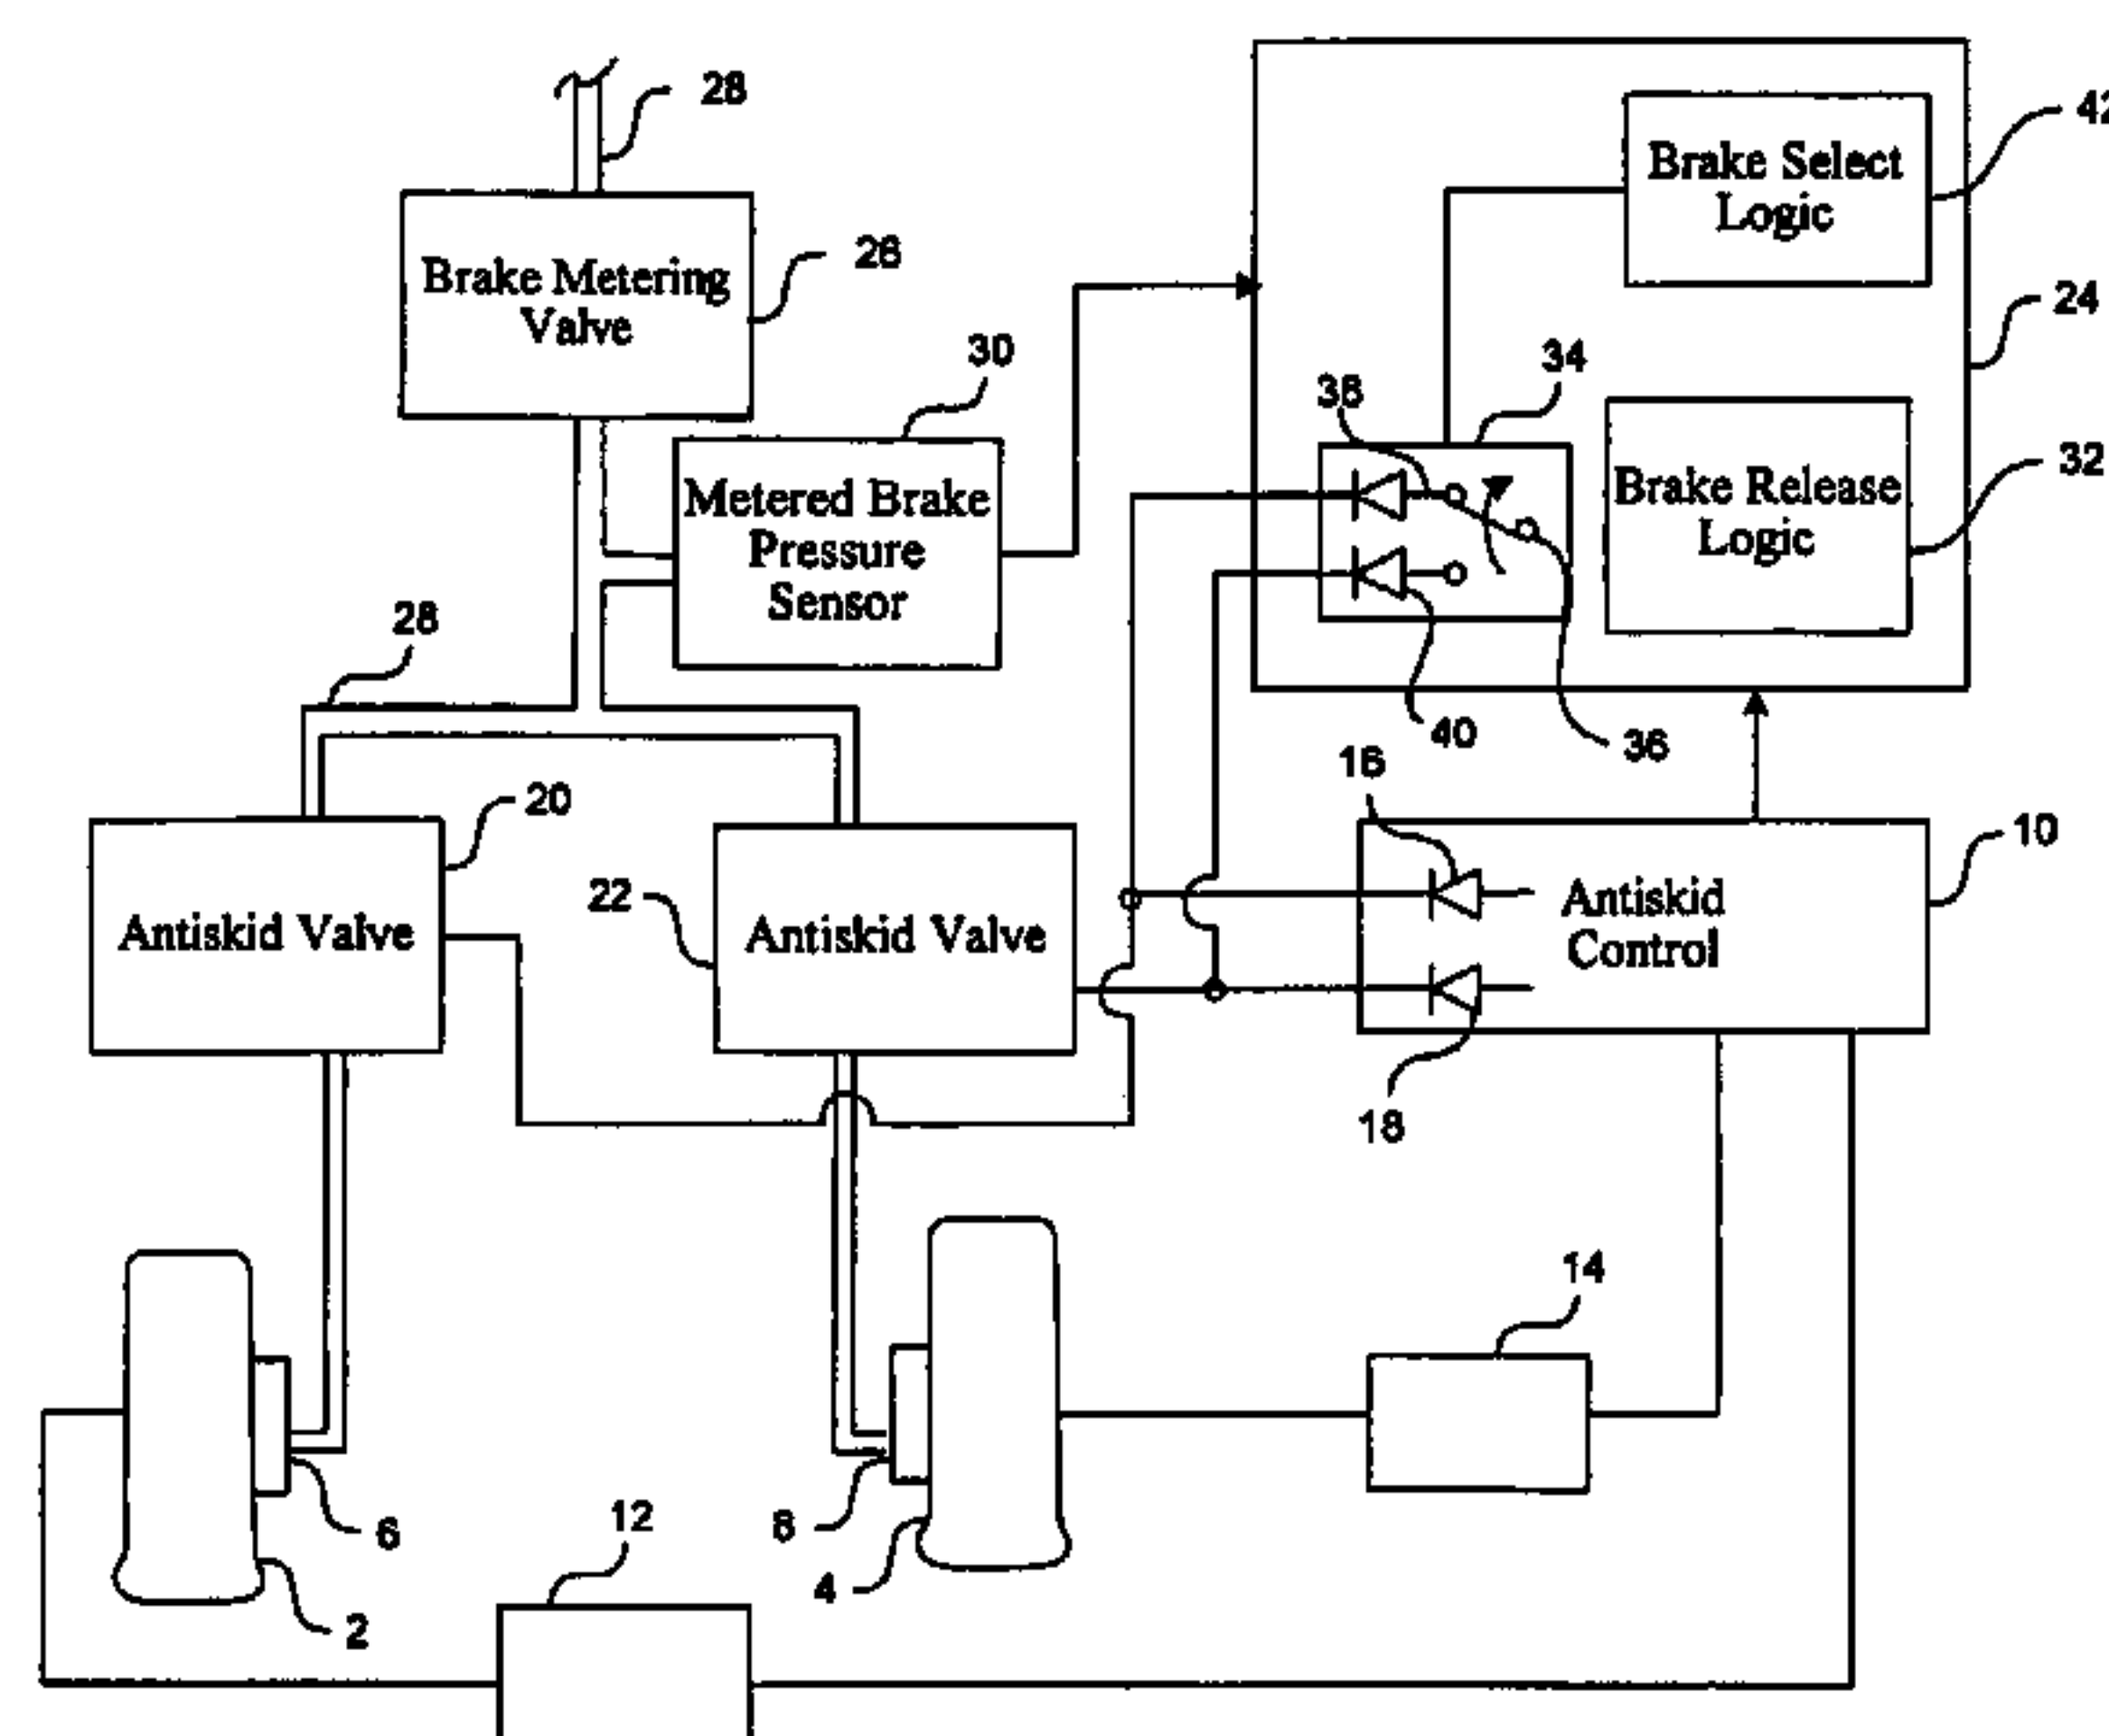 28
42
Brake Select
Logic
Brake Metering
Valve
26
24
30
34
38
32
Metered Brake
Pressure
Sensor
Brake Release
Logic
28
40
36
16
20
10
22
Antiskid Valve
Antiskid Valve
Antiskid
Control
18
14
12
6
8
4
2